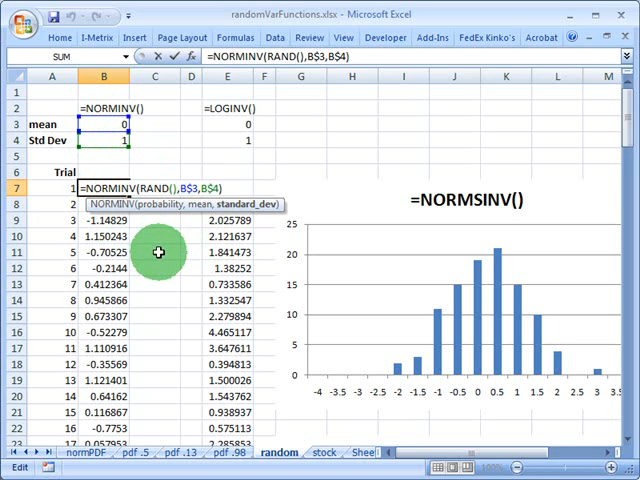 randomVarFunctions.xlsx - Microsoft Excel
Home I-Metrix Insert Page Layout Formulas Data Review View Developer Add-Ins FedEx Kinko's Acrobat
SUM =NORMINV(RAND(),B$3,B$4)
A B C D E F G H I J K L M
1
2 =NORMINV() =LOGINV()
3 mean 0 0
4 Std Dev 1 1
5
6 Trial
7 1 =NORMINV(RAND(),B$3,B$4)
8 2 NORMINV(probability, mean, standard_dev)
9 3 -1.14829 2.025789
10 4 1.150243 2.121637
11 5 -0.70525 1.841473
12 6 -0.2144 1.38252
13 7 0.412364 0.733586
14 8 0.945866 1.332547
15 9 0.673307 2.279894
16 10 -0.52279 4.465117
17 11 1.110916 3.647611
18 12 -0.35569 0.394813
19 13 1.121401 1.500026
20 14 0.64162 1.543762
21 15 0.116867 0.938937
22 16 -0.7753 0.575113
23 17 -0.057953 2.285853
=NORMSINV()
25
20
15
10
5
0
-4 -3.5 -3 -2.5 -2 -1.5 -1 -0.5 0 0.5 1 1.5 2 2.5 3 3.5
normPDF pdf .5 pdf .13 pdf .98 random stock Shee
Edit 100%